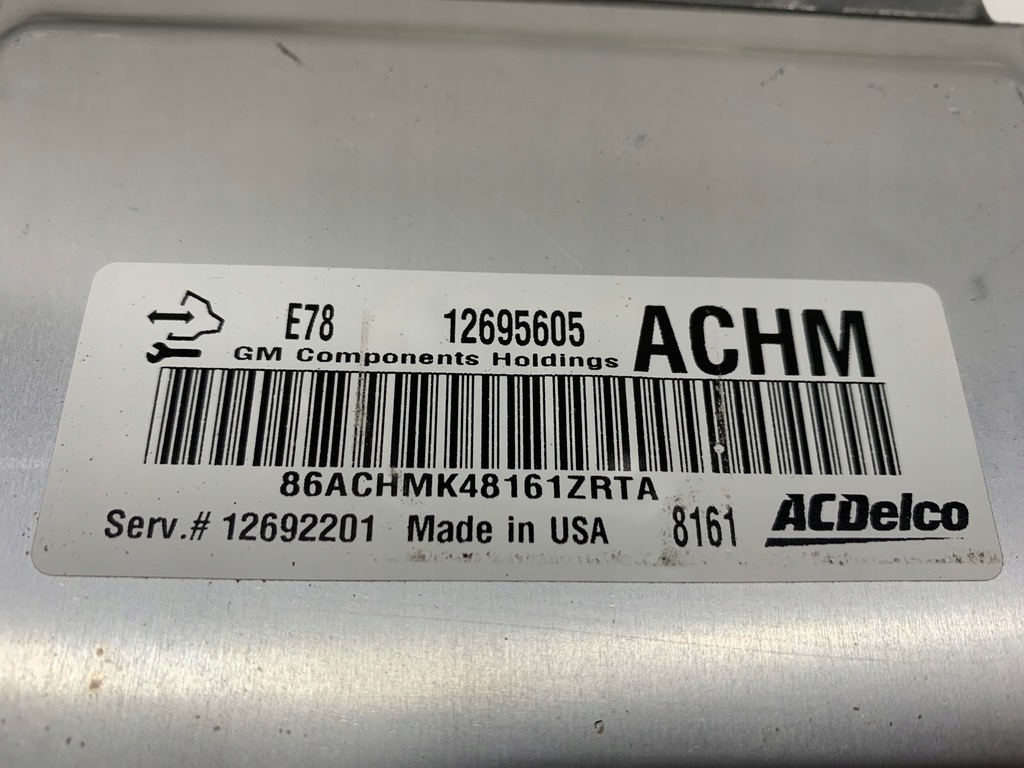 E78 12695605 ACHM
GM Components Holdings
86ACHMK48161ZRTA
Serv.# 12692201 Made in USA 8161 ACDelco